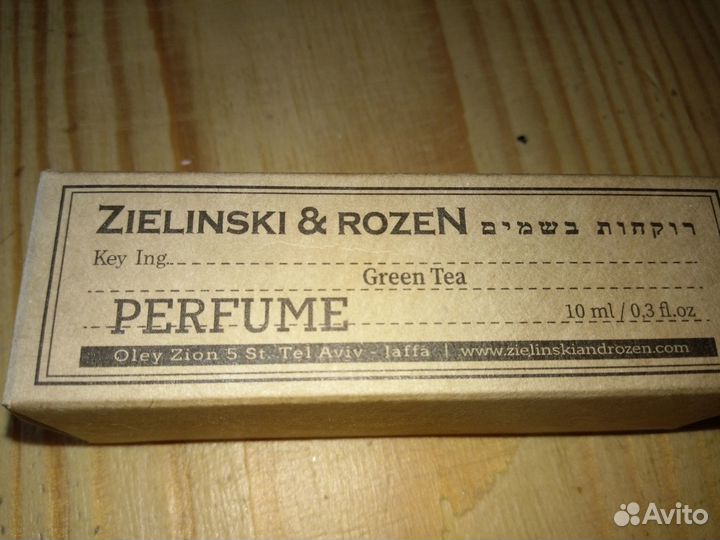 ZIELINSKI & ROZEN רוקחות בשמים
Key Ing.
Green Tea
PERFUME 10 ml / 0,3 fl.oz
Oley Zion 5 St. Tel Aviv - Jaffa | www.zielinskiandrozen.com
Avito